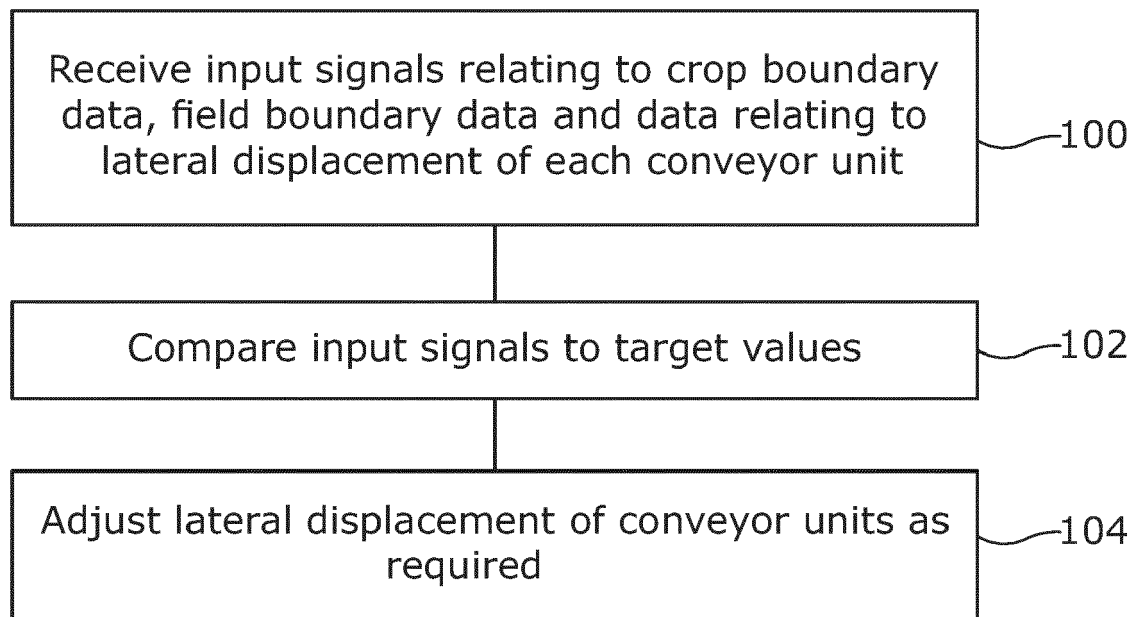 Receive input signals relating to crop boundary
data, field boundary data and data relating to
lateral displacement of each conveyor unit
100
Compare input signals to target values
102
Adjust lateral displacement of conveyor units as
required
104